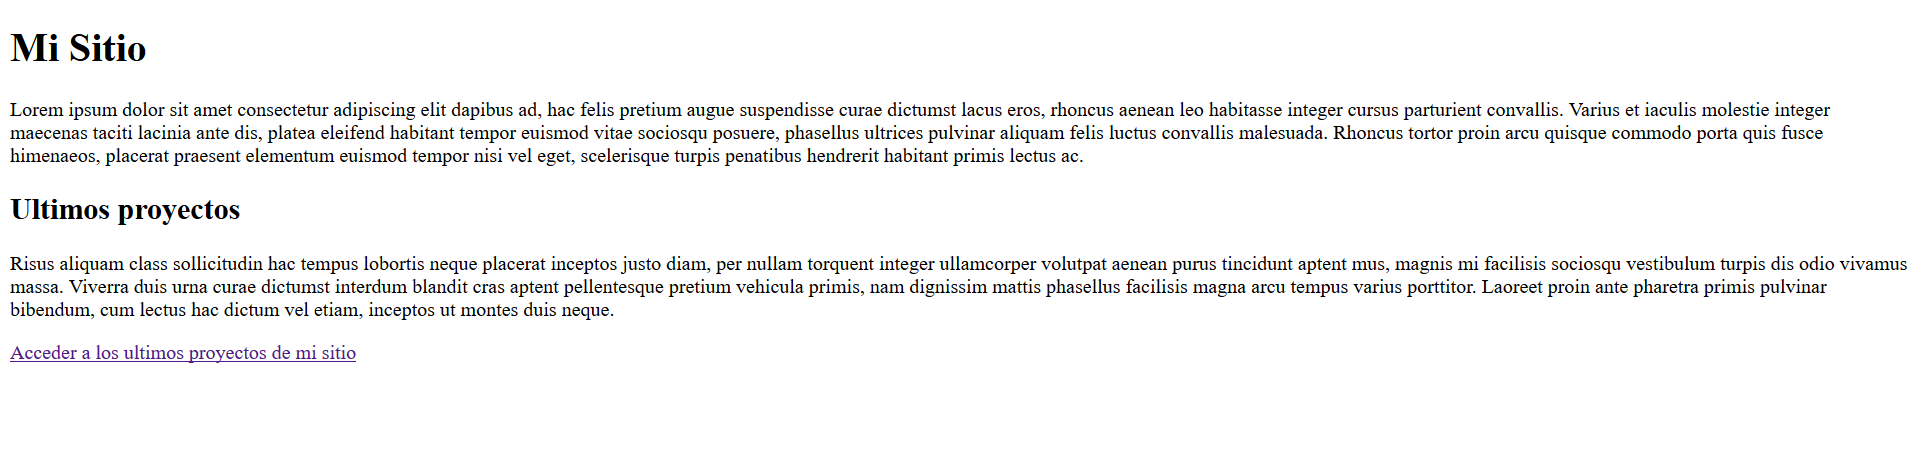 Mi Sitio
Lorem ipsum dolor sit amet consectetur adipiscing elit dapibus ad, hac felis pretium augue suspendisse curae dictumst lacus eros, rhoncus aenean leo habitasse integer cursus parturient convallis. Varius et iaculis molestie integer
maecenas taciti lacinia ante dis, platea eleifend habitant tempor euismod vitae sociosqu posuere, phasellus ultrices pulvinar aliquam felis luctus convallis malesuada. Rhoncus tortor proin arcu quisque commodo porta quis fusce
himenaeos, placerat praesent elementum euismod tempor nisi vel eget, scelerisque turpis penatibus hendrerit habitant primis lectus ac.
Ultimos proyectos
Risus aliquam class sollicitudin hac tempus lobortis neque placerat inceptos justo diam, per nullam torquent integer ullamcorper volutpat aenean purus tincidunt aptent mus, magnis mi facilisis sociosqu vestibulum turpis dis odio vivamus
massa. Viverra duis urna curae dictumst interdum blandit cras aptent pellentesque pretium vehicula primis, nam dignissim mattis phasellus facilisis magna arcu tempus varius porttitor. Laoreet proin ante pharetra primis pulvinar
bibendum, cum lectus hac dictum vel etiam, inceptos ut montes duis neque.
Acceder a los ultimos proyectos de mi sitio